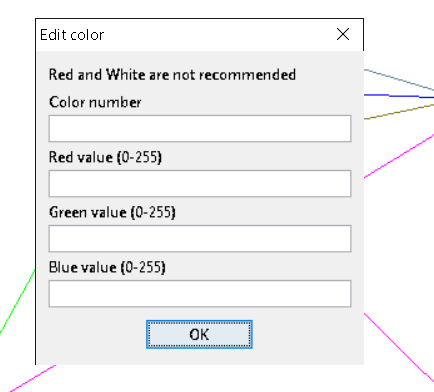 Edit color
Red and White are not recommended
Color number
Red value (0-255)
Green value (0-255)
Blue value (0-255)
OK